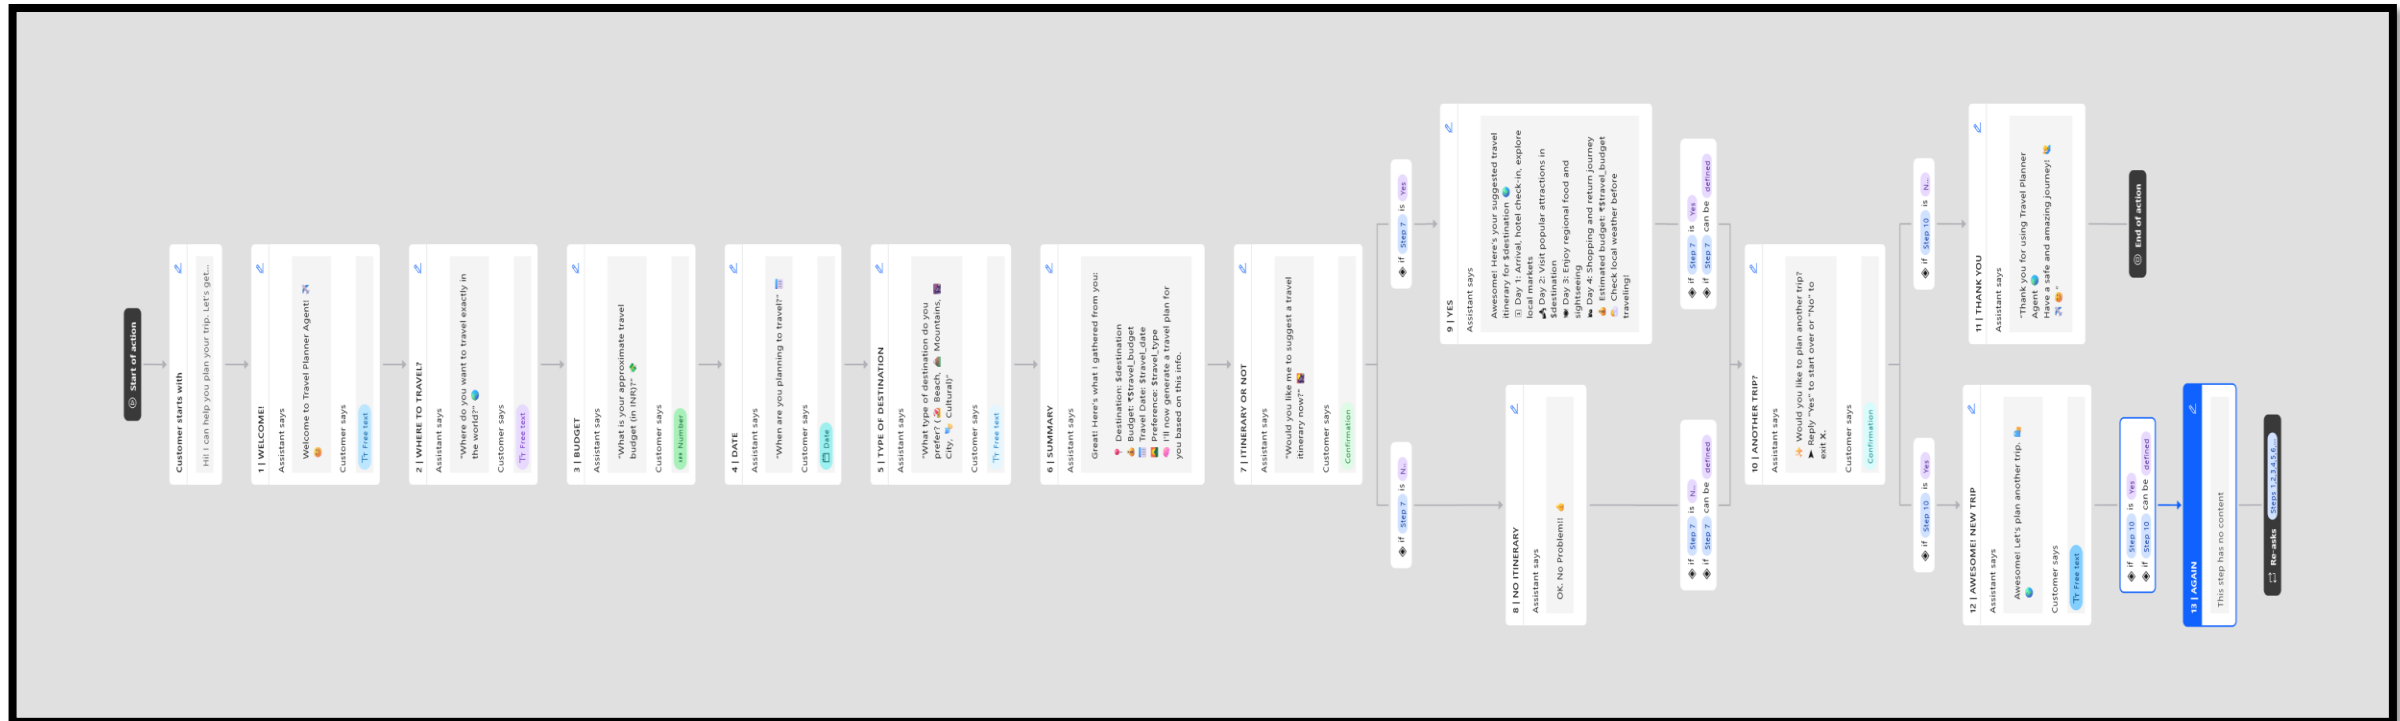 Start of action
Customer starts with
Hi! I can help you plan your trip. Let's get...
1 | WELCOME!
Assistant says
Welcome to Travel Planner Agent! ✈️
😊
Customer says
Tт Free text
2 | WHERE TO TRAVEL?
Assistant says
"Where do you want to travel exactly in
the world?" 🌍
Customer says
Tт Free text
3 | BUDGET
Assistant says
"What is your approximate travel
budget (in INR)?" 💸
Customer says
Number
4 | DATE
Assistant says
"When are you planning to travel?" 📅
Customer says
Date
5 | TYPE OF DESTINATION
Assistant says
"What type of destination do you
prefer? (🏖 Beach, 🏔 Mountains, 🌆
City, 🎭 Cultural)"
Customer says
Tт Free text
6 | SUMMARY
Assistant says
Great! Here's what I gathered from you:
📍 Destination: $destination
💰 Budget: ₹$travel_budget
📅 Travel Date: $travel_date
🏞 Preference: $travel_type
🧠 I'll now generate a travel plan for
you based on this info.
7 | ITINERARY OR NOT
Assistant says
"Would you like me to suggest a travel
itinerary now?" 🌄
Customer says
Confirmation
if Step 7 is N...
if Step 7 is Yes
8 | NO ITINERARY
Assistant says
OK. No Problem!! 👍
9 | YES
Assistant says
Awesome! Here's your suggested travel
itinerary for $destination 🌍
Day 1: Arrival, hotel check-in, explore
local markets
Day 2: Visit popular attractions in
$destination
Day 3: Enjoy regional food and
sightseeing
Day 4: Shopping and return journey
💰 Estimated budget: ₹$travel_budget
Check local weather before
traveling!
if Step 7 is N...
if Step 7 can be defined
if Step 7 is Yes
if Step 7 can be defined
10 | ANOTHER TRIP?
Assistant says
✨ Would you like to plan another trip?
➤ Reply "Yes" to start over or "No" to
exit X.
Customer says
Confirmation
if Step 10 is Yes
if Step 10 is N...
12 | AWESOME! NEW TRIP
Assistant says
Awesome! Let's plan another trip.
🌍
Customer says
Tт Free text
11 | THANK YOU
Assistant says
"Thank you for using Travel Planner
Agent 🌍
Have a safe and amazing journey!
✈️😊"
if Step 10 is Yes
if Step 10 can be defined
End of action
13 | AGAIN
This step has no content
Re-asks Steps 1,2,3,4,5,6,...